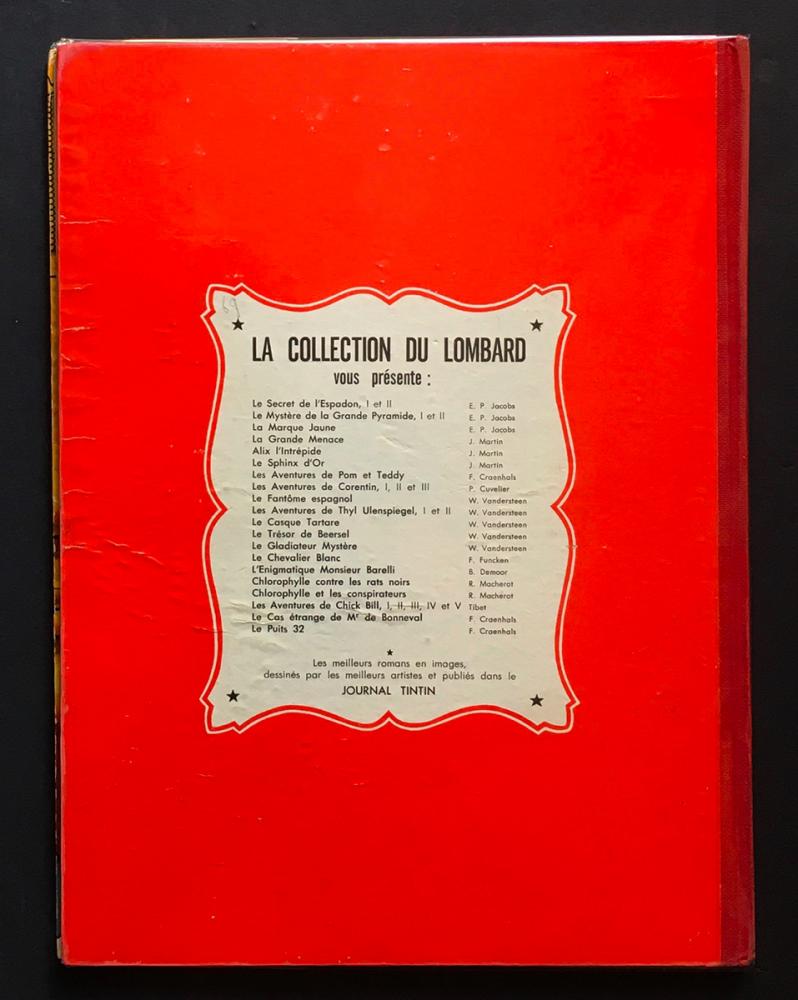 69
LA COLLECTION DU LOMBARD
vous présente :
Le Secret de l'Espadon, I et II E. P. Jacobs
Le Mystère de la Grande Pyramide, I et II E. P. Jacobs
La Marque Jaune E. P. Jacobs
La Grande Menace J. Martin
Alix l'Intrépide J. Martin
Le Sphinx d'Or J. Martin
Les Aventures de Pom et Teddy F. Craenhals
Les Aventures de Corentin, I, II et III P. Cuvelier
Le Fantôme espagnol W. Vandersteen
Les Aventures de Thyl Ulenspiegel, I et II W. Vandersteen
Le Casque Tartare W. Vandersteen
Le Trésor de Beersel W. Vandersteen
Le Gladiateur Mystère W. Vandersteen
Le Chevalier Blanc F. Funcken
L'Enigmatique Monsieur Barelli B. Demoor
Chlorophylle contre les rats noirs R. Macherot
Chlorophylle et les conspirateurs R. Macherot
Les Aventures de Chick Bill, I, II, III, IV et V Tibet
Le Cas étrange de Mr de Bonneval F. Craenhals
Le Puits 32 F. Craenhals
Les meilleurs romans en images,
dessinés par les meilleurs artistes et publiés dans le
JOURNAL TINTIN